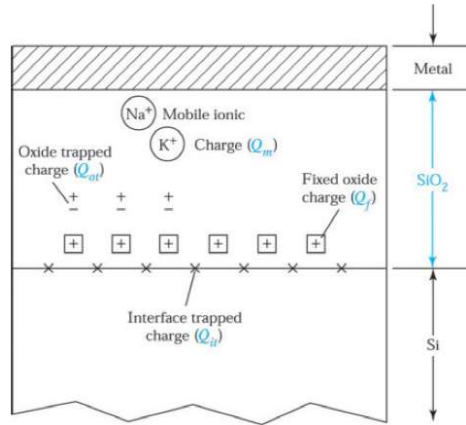 Metal
Na+ Mobile ionic
K+ Charge (Qm)
Oxide trapped
charge (Qot)
+ + +
− − −
Fixed oxide
charge (Qf)
SiO2
+ + + + + +
× × × × × × ×
Interface trapped
charge (Qit)
Si